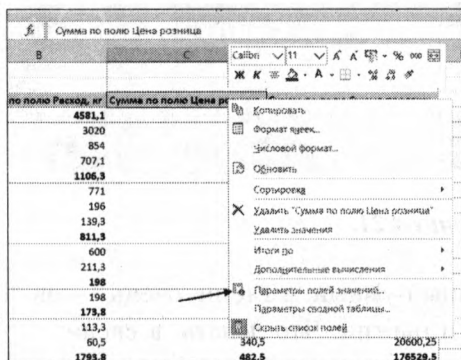 fx Сумма по полю Цена розница
B C
Calibri 11 A A % 000
Ж К A
по полю Расход, кг Сумма по полю Цена ро
4581,1
3020
854
707,1
1106,3
771
196
139,3
811,3
600
211,3
198
198
173,8
113,3
60,5 340,5 20600,25
1793,8 482,5 176529,5
Копировать
Формат ячеек...
Числовой формат...
Обновить
Сортировка
Удалить "Сумма по полю Цена розница"
Удалить значения
Итоги по
Дополнительные вычисления
Параметры полей значений...
Параметры сводной таблицы...
Скрыть список полей